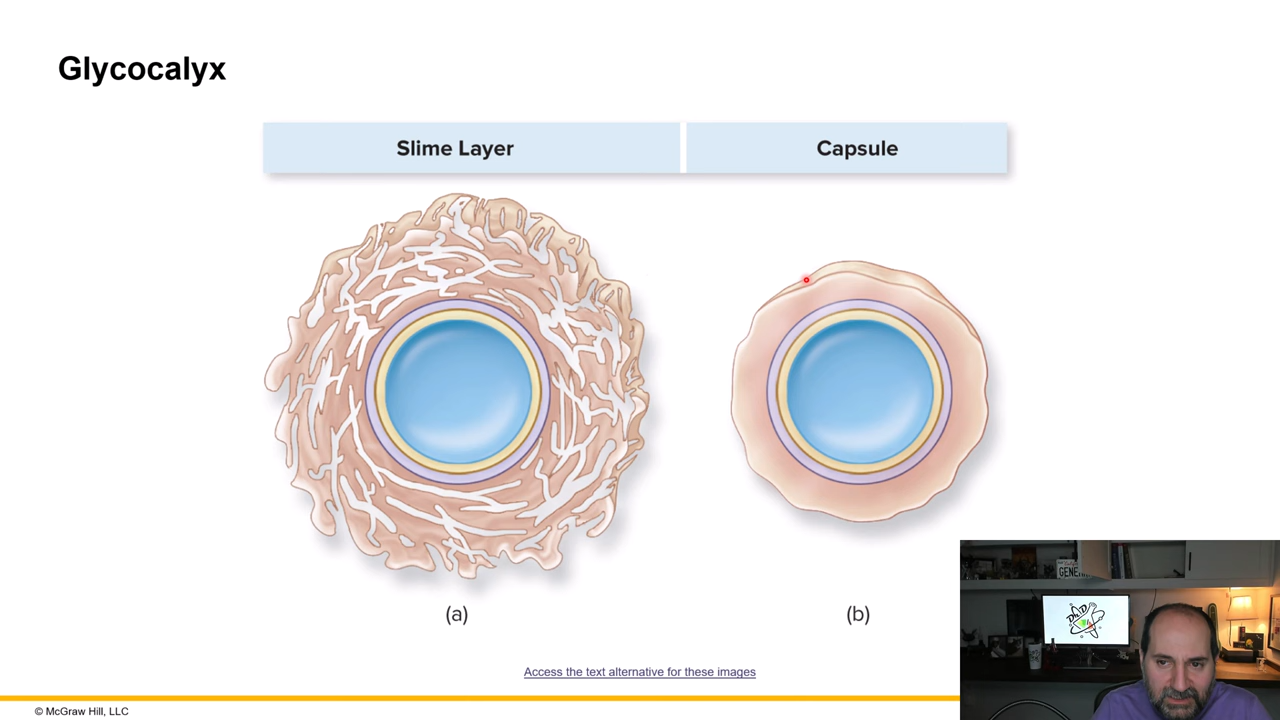 Glycocalyx
Slime Layer
Capsule
(a)
(b)
Access the text alternative for these images
© McGraw Hill, LLC